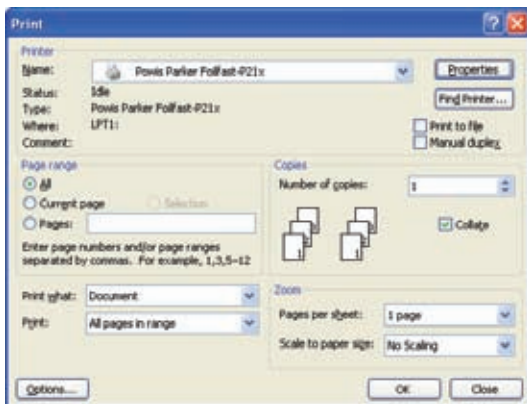 Print
Printer
Name: Powis Parker Foilfast-P21x Properties
Status: Idle Find Printer...
Type: Powis Parker Foilfast-P21x
Where: LPT1: Print to file
Comment: Manual duplex
Page range
All
Current page Selection
Pages:
Enter page numbers and/or page ranges
separated by commas. For example, 1,3,5-12
Copies
Number of copies: 1
Collate
Print what: Document
Print: All pages in range
Zoom
Pages per sheet: 1 page
Scale to paper size: No Scaling
Options... OK Close